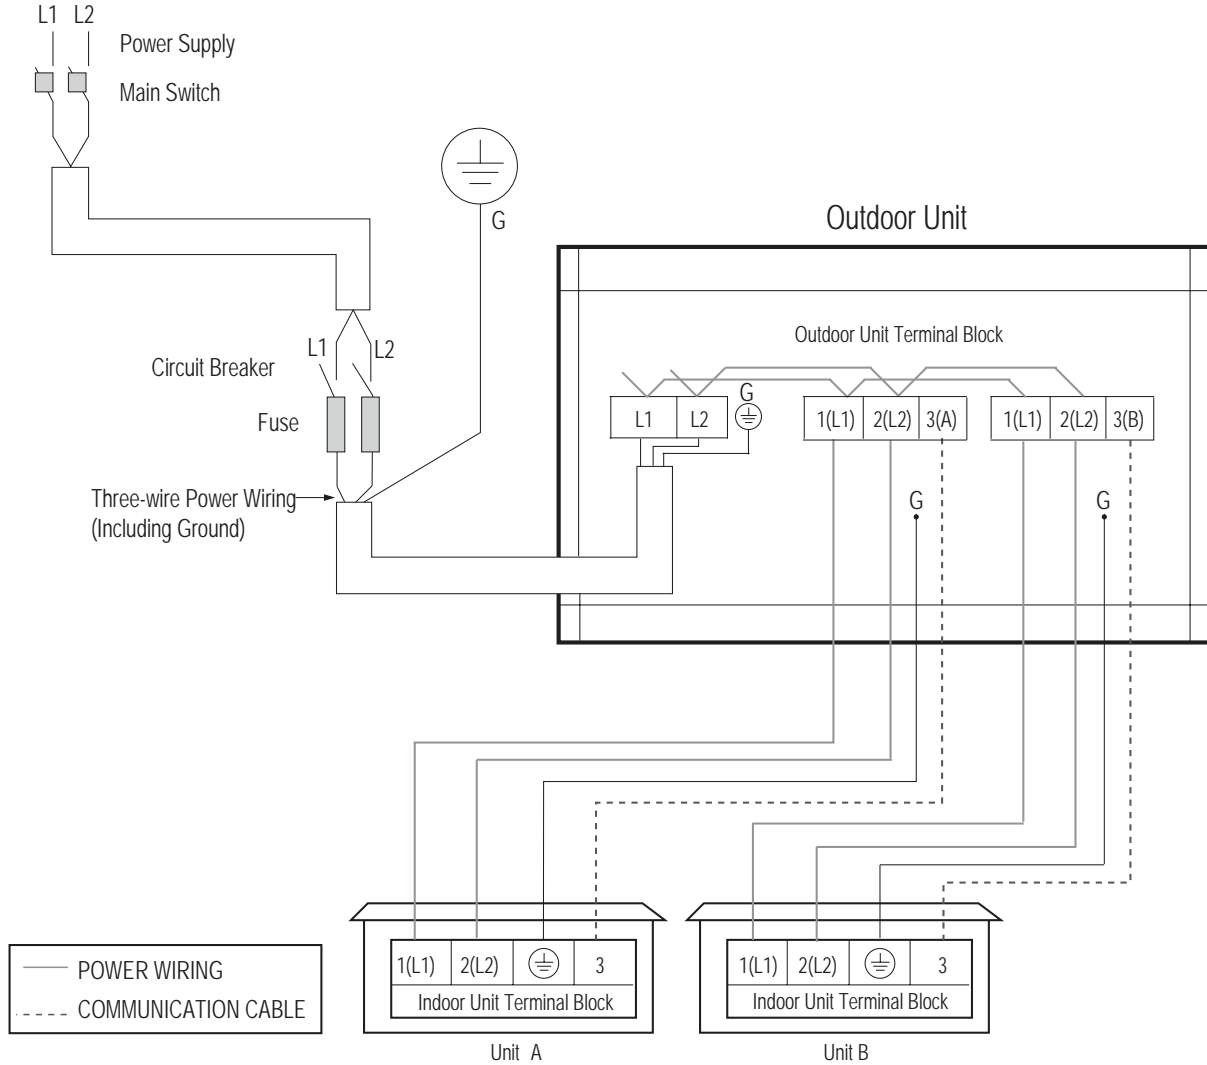 L1 L2
Power Supply
Main Switch
G
Outdoor Unit
Outdoor Unit Terminal Block
L1 L2
Circuit Breaker
Fuse
G
L1 L2
1(L1) 2(L2) 3(A)
1(L1) 2(L2) 3(B)
Three-wire Power Wiring
(Including Ground)
G
G
1(L1) 2(L2) 3
Indoor Unit Terminal Block
Unit A
1(L1) 2(L2) 3
Indoor Unit Terminal Block
Unit B
POWER WIRING
COMMUNICATION CABLE